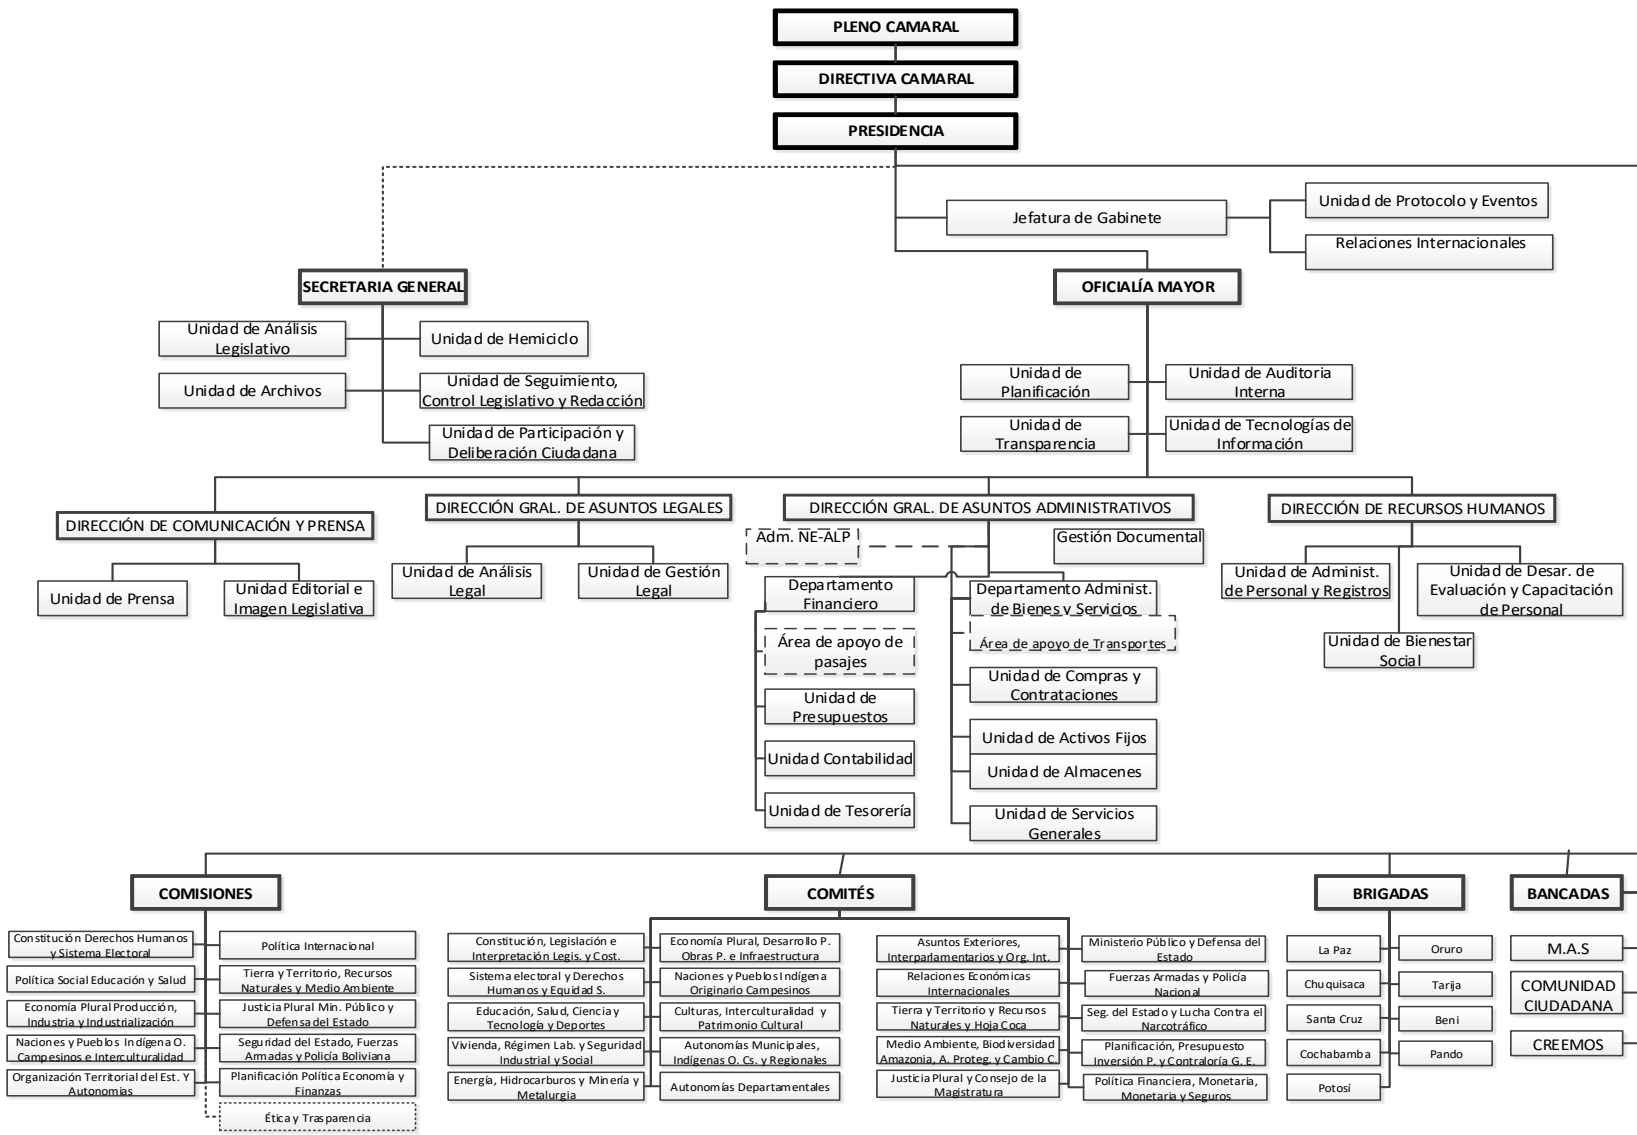 PLENO CAMARAL
DIRECTIVA CAMARAL
PRESIDENCIA
Jefatura de Gabinete
Unidad de Protocolo y Eventos
Relaciones Internacionales
SECRETARIA GENERAL
OFICIALÍA MAYOR
Unidad de Análisis
Legislativo
Unidad de Hemiciclo
Unidad de Archivos
Unidad de Seguimiento,
Control Legislativo y Redacción
Unidad de Participación y
Deliberación Ciudadana
Unidad de
Planificación
Unidad de Auditoria
Interna
Unidad de
Transparencia
Unidad de Tecnologías de
Información
DIRECCIÓN DE COMUNICACIÓN Y PRENSA
Unidad de Prensa
Unidad Editorial e
Imagen Legislativa
DIRECCIÓN GRAL. DE ASUNTOS LEGALES
Unidad de Análisis
Legal
Unidad de Gestión
Legal
DIRECCIÓN GRAL. DE ASUNTOS ADMINISTRATIVOS
Adm. NE-ALP
Gestión Documental
Departamento
Financiero
Área de apoyo de
pasajes
Unidad de
Presupuestos
Unidad Contabilidad
Unidad de Tesorería
Departamento Administ.
de Bienes y Servicios
Área de apoyo de Transportes
Unidad de Compras y
Contrataciones
Unidad de Activos Fijos
Unidad de Almacenes
Unidad de Servicios
Generales
DIRECCIÓN DE RECURSOS HUMANOS
Unidad de Administ.
de Personal y Registros
Unidad de Desar. de
Evaluación y Capacitación
de Personal
Unidad de Bienestar
Social
COMISIONES
Constitución Derechos Humanos
y Sistema Electoral
Política Internacional
Política Social Educación y Salud
Tierra y Territorio, Recursos
Naturales y Medio Ambiente
Economía Plural Producción,
Industria y Industrialización
Justicia Plural Min. Público y
Defensa del Estado
Naciones y Pueblos Indígena O.
Campesinos e Interculturalidad
Seguridad del Estado, Fuerzas
Armadas y Policía Boliviana
Organización Territorial del Est. Y
Autonomías
Planificación Política Economía y
Finanzas
Ética y Trasparencia
COMITÉS
Constitución, Legislación e
Interpretación Legis. y Cost.
Economía Plural, Desarrollo P.
Obras P. e Infraestructura
Sistema electoral y Derechos
Humanos y Equidad S.
Naciones y Pueblos Indígena
Originario Campesinos
Educación, Salud, Ciencia y
Tecnología y Deportes
Culturas, Interculturalidad y
Patrimonio Cultural
Vivienda, Régimen Lab. y Seguridad
Industrial y Social
Autonomías Municipales,
Indígenas O. Cs. y Regionales
Energía, Hidrocarburos y Minería y
Metalurgia
Autonomías Departamentales
Asuntos Exteriores,
Interparlamentarios y Org. Int.
Ministerio Público y Defensa del
Estado
Relaciones Económicas
Internacionales
Fuerzas Armadas y Policía
Nacional
Tierra y Territorio y Recursos
Naturales y Hoja Coca
Seg. del Estado y Lucha Contra el
Narcotráfico
Medio Ambiente, Biodiversidad
Amazonia, A. Proteg. y Cambio C.
Planificación, Presupuesto
Inversión P. y Contraloría G. E.
Justicia Plural y Consejo de la
Magistratura
Política Financiera, Monetaria,
Monetaria y Seguros
BRIGADAS
La Paz
Oruro
Chuquisaca
Tarija
Santa Cruz
Beni
Cochabamba
Pando
Potosí
BANCADAS
M.A.S
COMUNIDAD
CIUDADANA
CREEMOS